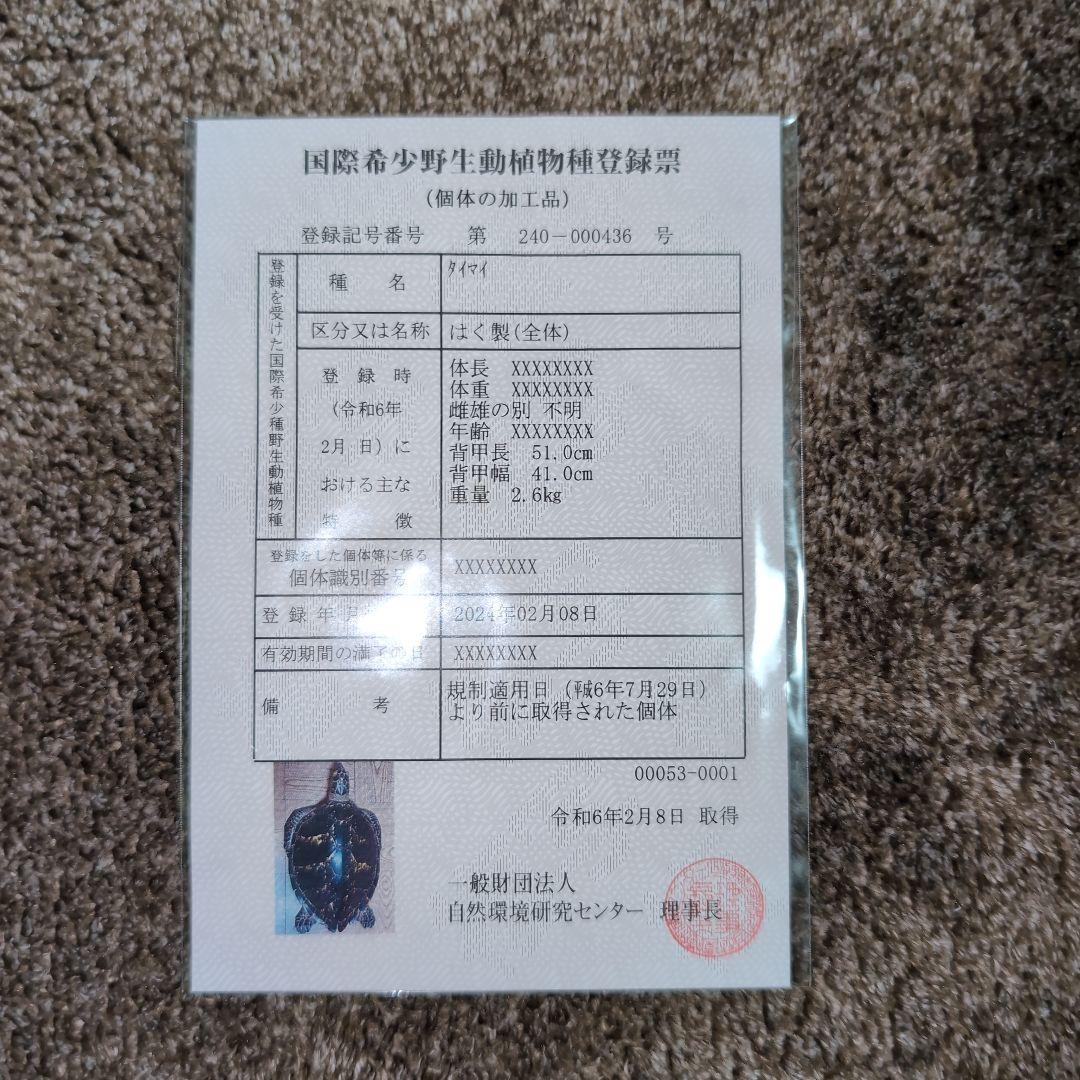 国際希少野生動植物種登録票
(個体の加工品)
登録記号番号 第 240-000436 号
登録を受けた国際希少種野生動植物種
種 名 タイマイ
区分又は名称 はく製(全体)
登 録 時
(令和6年
2月 日)に
おける主な
特 徴
体長 XXXXXXXX
体重 XXXXXXXX
雌雄の別 不明
年齢 XXXXXXXX
背甲長 51.0cm
背甲幅 41.0cm
重量 2.6kg
登録をした個体等に係る
個体識別番号 XXXXXXXX
登 録 年 2024年02月08日
有効期間の満了の日 XXXXXXXX
備 考
規制適用日 (平成6年7月29日)
より前に取得された個体
00053-0001
令和6年2月8日 取得
一般財団法人
自然環境研究センター 理事長